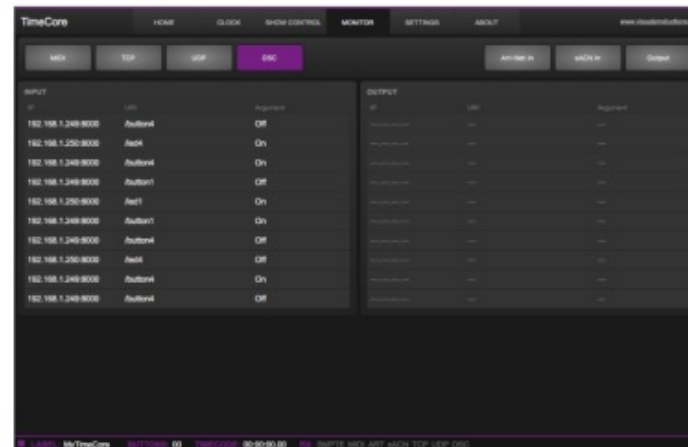 TimeCore HOME CLOCK SHOW CONTROL MONITOR SETTINGS ABOUT
MIDI TCP UDP OSC Art-Net In sACN In Output
INPUT OUTPUT
IP URI Argument IP URI Argument
192.168.1.249:8000 /button4 Off
192.168.1.250:8000 /led4 On
192.168.1.249:8000 /button4 On
192.168.1.249:8000 /button1 Off
192.168.1.250:8000 /led1 On
192.168.1.249:8000 /button1 On
192.168.1.249:8000 /button4 Off
192.168.1.250:8000 /led4 Off
192.168.1.249:8000 /button4 On
192.168.1.249:8000 /button4 Off
LABEL: MyTimeCore BUTTONS: 00 TIMECODE: 00:00:00.00 RX: SMPTE MIDI ART sACN TCP UDP OSC